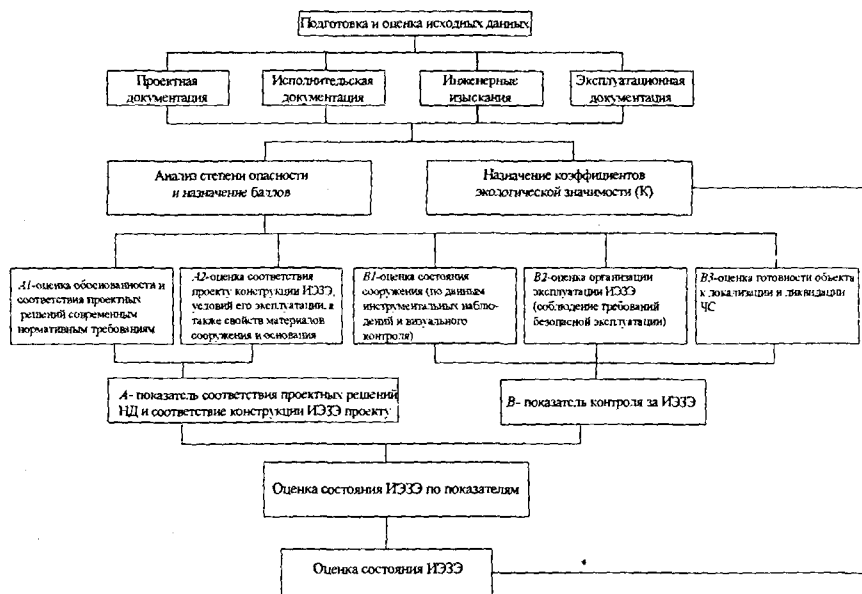 Подготовка и оценка исходных данных
Проектная
документация
Исполнительская
документация
Инженерные
изыскания
Эксплуатационная
документация
Анализ степени опасности
и назначение баллов
Назначение коэффициентов
экологической значимости (К)
А1-оценка обоснованности и
соответствия проектных
решений современным
нормативным требованиям
А2-оценка соответствия
проекту конструкции ИЭЗЭ,
условий его эксплуатации, а
также свойств материалов
сооружения и основания
В1-оценка состояния
сооружения (по данным
инструментальных наблю-
дений и визуального
контроля)
В2-оценка организации
эксплуатации ИЭЗЭ
(соблюдение требований
безопасной эксплуатации)
В3-оценка готовности объекта
к локализации и ликвидации
ЧС
А- показатель соответствия проектных решений
НД и соответствие конструкции ИЭЗЭ проекту
В- показатель контроля за ИЭЗЭ
Оценка состояния ИЭЗЭ по показателям
Оценка состояния ИЭЗЭ